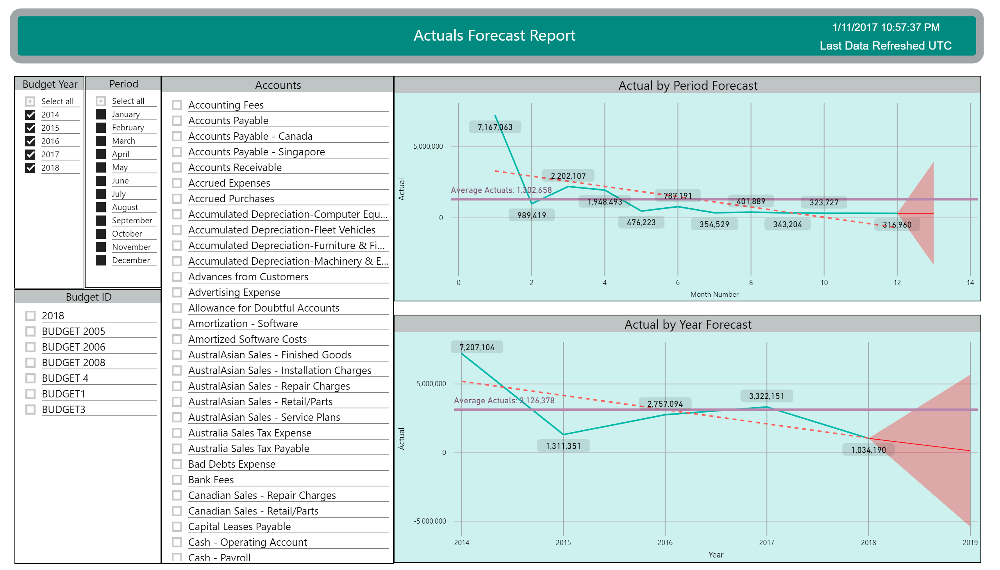 Actuals Forecast Report
1/11/2017 10:57:37 PM
Last Data Refreshed UTC
Budget Year
Select all
2014
2015
2016
2017
2018
Period
Select all
January
February
March
April
May
June
July
August
September
October
November
December
Budget ID
2018
BUDGET 2005
BUDGET 2006
BUDGET 2008
BUDGET 4
BUDGET1
BUDGET3
Accounts
Accounting Fees
Accounts Payable
Accounts Payable - Canada
Accounts Payable - Singapore
Accounts Receivable
Accrued Expenses
Accrued Purchases
Accumulated Depreciation-Computer Equ...
Accumulated Depreciation-Fleet Vehicles
Accumulated Depreciation-Furniture & Fi...
Accumulated Depreciation-Machinery & E...
Advances from Customers
Advertising Expense
Allowance for Doubtful Accounts
Amortization - Software
Amortized Software Costs
AustralAsian Sales - Finished Goods
AustralAsian Sales - Installation Charges
AustralAsian Sales - Repair Charges
AustralAsian Sales - Retail/Parts
AustralAsian Sales - Service Plans
Australia Sales Tax Expense
Australia Sales Tax Payable
Bad Debts Expense
Bank Fees
Canadian Sales - Repair Charges
Canadian Sales - Retail/Parts
Capital Leases Payable
Cash - Operating Account
Cash - Payroll
Actual by Period Forecast
Actual
5,000,000
0
7,167,063
989,419
2,202,107
1,948,493
476,223
787,191
354,529
401,889
343,204
323,727
316,960
Average Actuals: 1,302,658
0 2 4 6 8 10 12 14
Month Number
Actual by Year Forecast
Actual
5,000,000
0
-5,000,000
7,207,104
1,311,351
2,757,094
3,322,151
1,034,190
Average Actuals: 3,126,378
2014 2015 2016 2017 2018 2019
Year